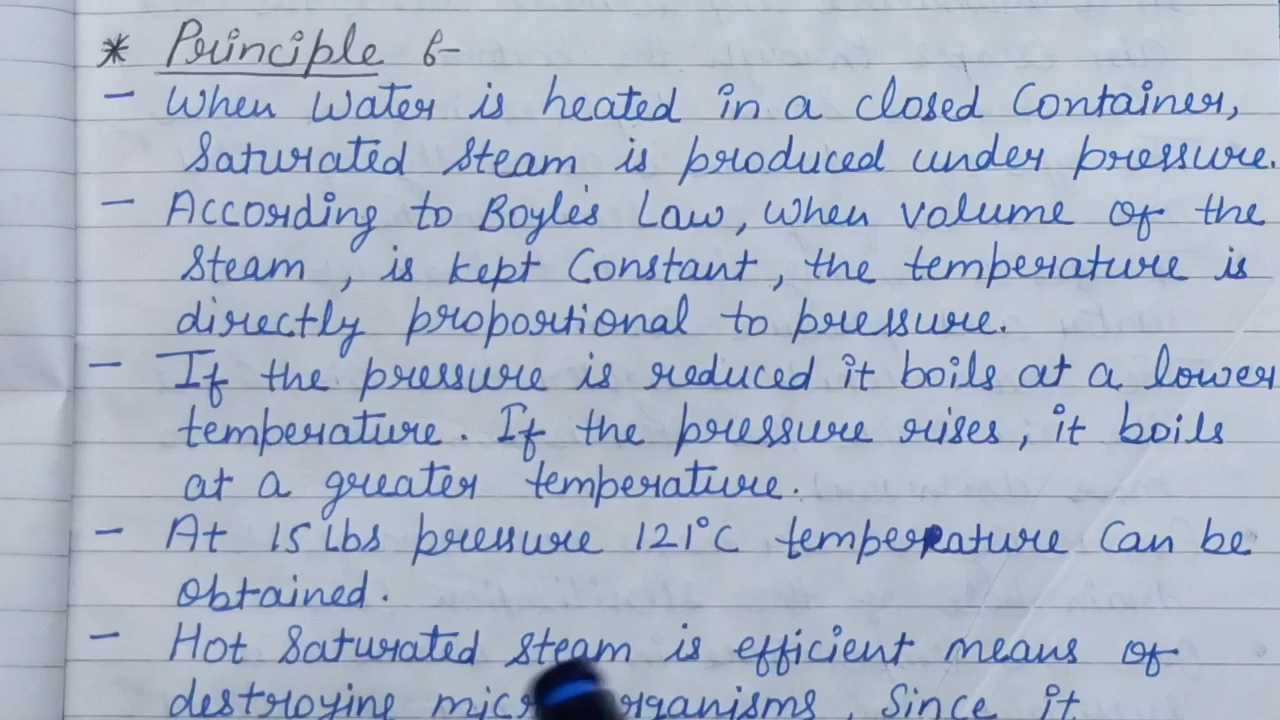 * Principle :-
- When Water is heated in a closed Container,
Saturated Steam is produced under pressure.
- According to Boyle's Law, when volume of the
Steam, is kept Constant, the temperature is
directly proportional to pressure.
- If the pressure is reduced it boils at a lower
temperature. If the pressure rises, it boils
at a greater temperature.
- At 15 lbs pressure 121°C temperature Can be
obtained.
- Hot Saturated Steam is efficient means of
destroying organisms, Since it